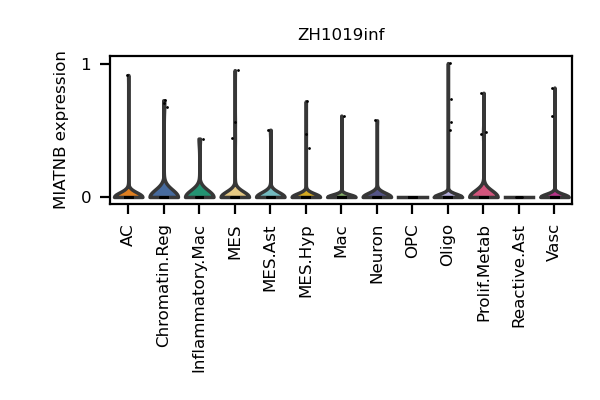 ZH1019inf
MIATNB expression
1
0
AC
Chromatin.Reg
Inflammatory.Mac
MES
MES.Ast
MES.Hyp
Mac
Neuron
OPC
Oligo
Prolif.Metab
Reactive.Ast
Vasc